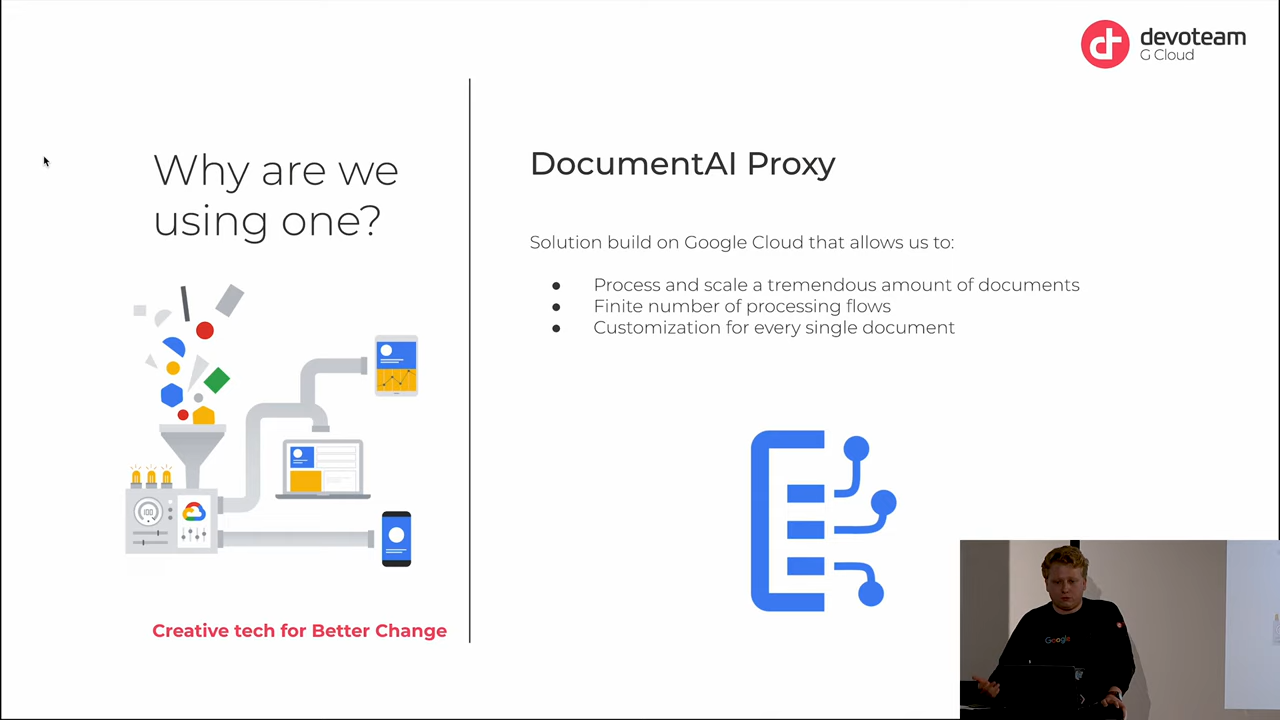 devoteam
G Cloud
Why are we
using one?
100
Creative tech for Better Change
DocumentAI Proxy
Solution build on Google Cloud that allows us to:
● Process and scale a tremendous amount of documents
● Finite number of processing flows
● Customization for every single document
Google